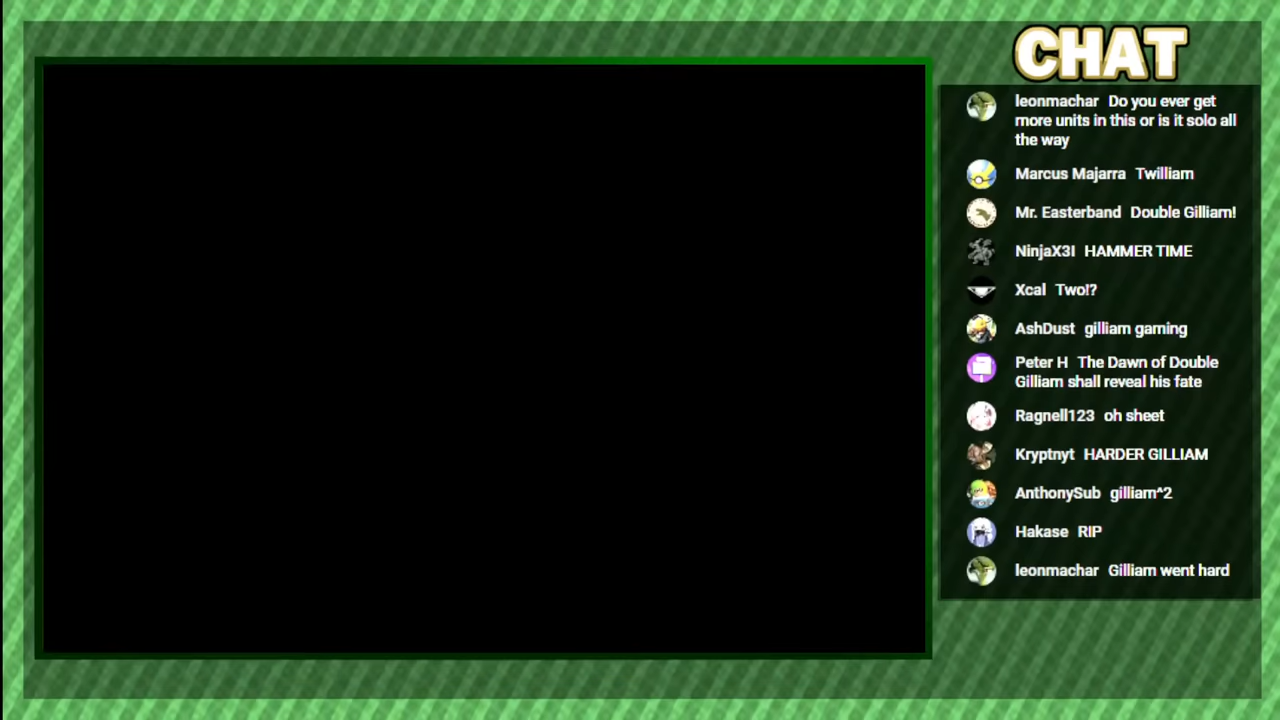 CHAT
leonmachar Do you ever get
more units in this or is it solo all
the way
Marcus Majarra Twilliam
Mr. Easterband Double Gilliam!
NinjaX3I HAMMER TIME
Xcal Two!?
AshDust gilliam gaming
Peter H The Dawn of Double
Gilliam shall reveal his fate
Ragnell123 oh sheet
Kryptnyt HARDER GILLIAM
AnthonySub gilliam^2
Hakase RIP
leonmachar Gilliam went hard